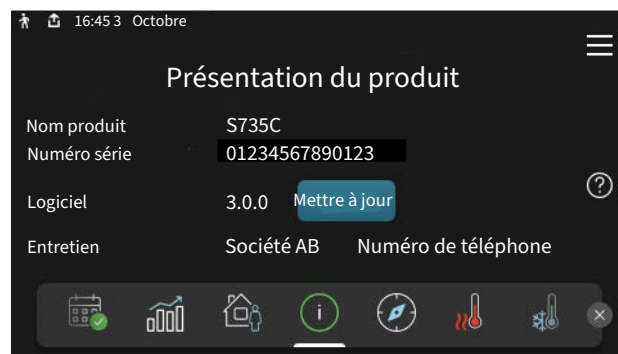 16:45 3 Octobre
Présentation du produit
Nom produit S735C
Numéro série 01234567890123
Logiciel 3.0.0 Mettre à jour
Entretien Société AB Numéro de téléphone